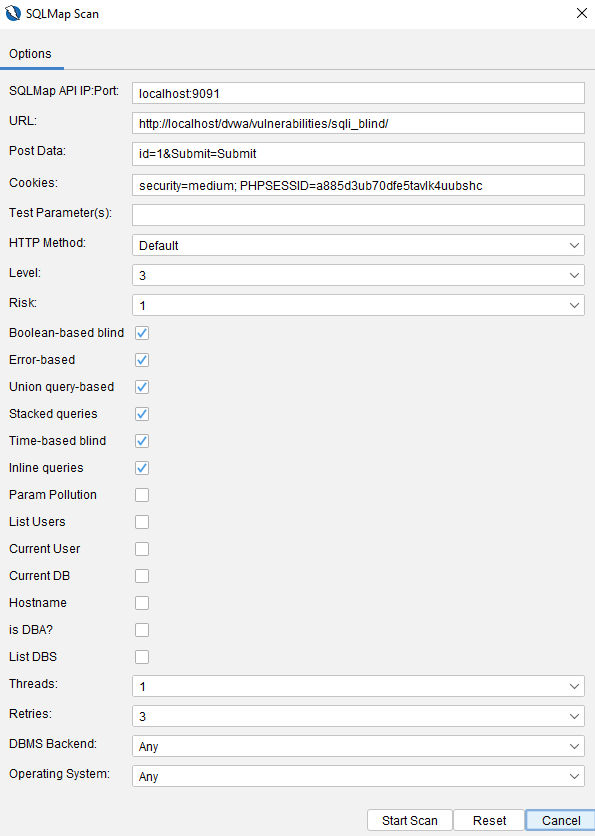 SQLMap Scan
Options
SQLMap API IP:Port: localhost:9091
URL: http://localhost/dvwa/vulnerabilities/sqli_blind/
Post Data: id=1&Submit=Submit
Cookies: security=medium; PHPSESSID=a885d3ub70dfe5tavlk4uubshc
Test Parameter(s):
HTTP Method: Default
Level: 3
Risk: 1
Boolean-based blind
Error-based
Union query-based
Stacked queries
Time-based blind
Inline queries
Param Pollution
List Users
Current User
Current DB
Hostname
is DBA?
List DBS
Threads: 1
Retries: 3
DBMS Backend: Any
Operating System: Any
Start Scan Reset Cancel